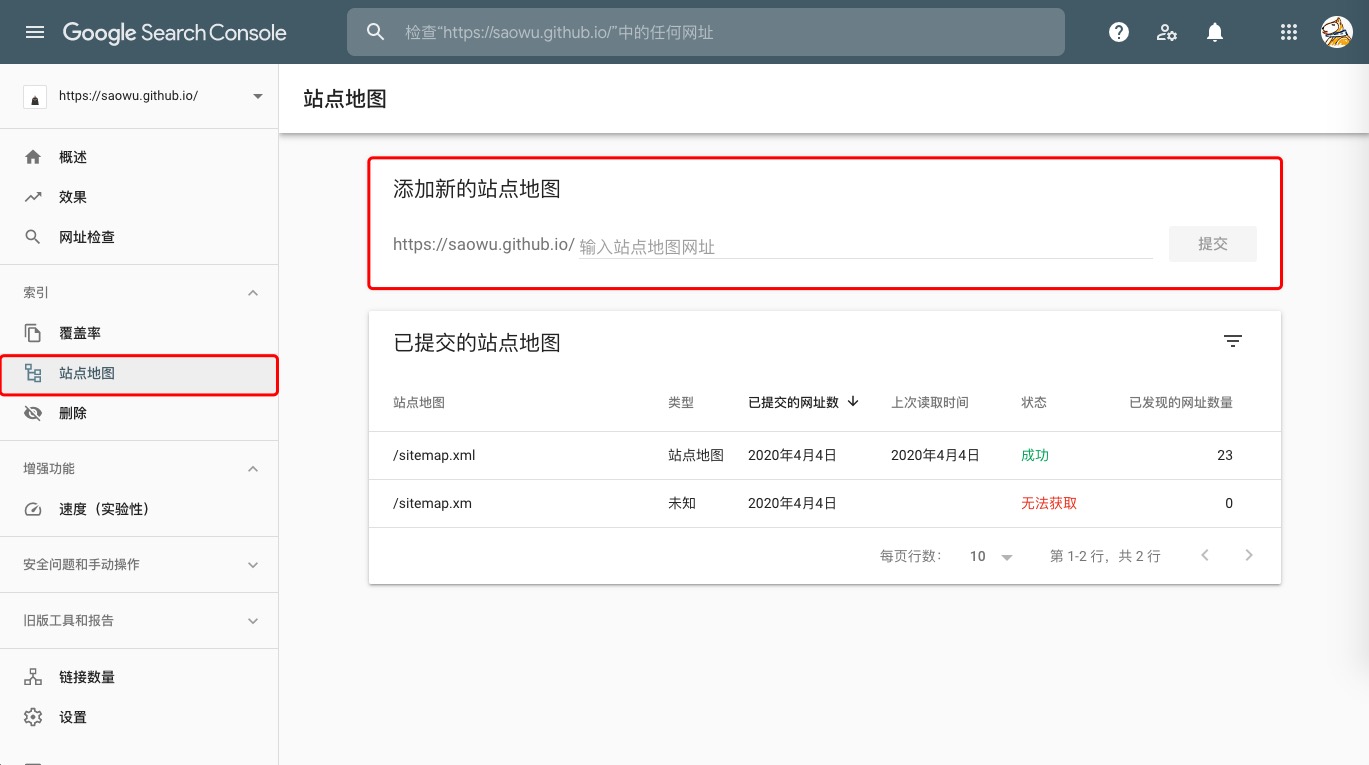 Google Search Console
检查“https://saowu.github.io/”中的任何网址
https://saowu.github.io/
概述
效果
网址检查
索引
覆盖率
站点地图
删除
增强功能
速度（实验性）
安全问题和手动操作
旧版工具和报告
链接数量
设置
站点地图
添加新的站点地图
https://saowu.github.io/ 输入站点地图网址 提交
已提交的站点地图
站点地图 类型 已提交的网址数 上次读取时间 状态 已发现的网址数量
/sitemap.xml 站点地图 2020年4月4日 2020年4月4日 成功 23
/sitemap.xm 未知 2020年4月4日 无法获取 0
每页行数： 10 第 1-2 行，共 2 行